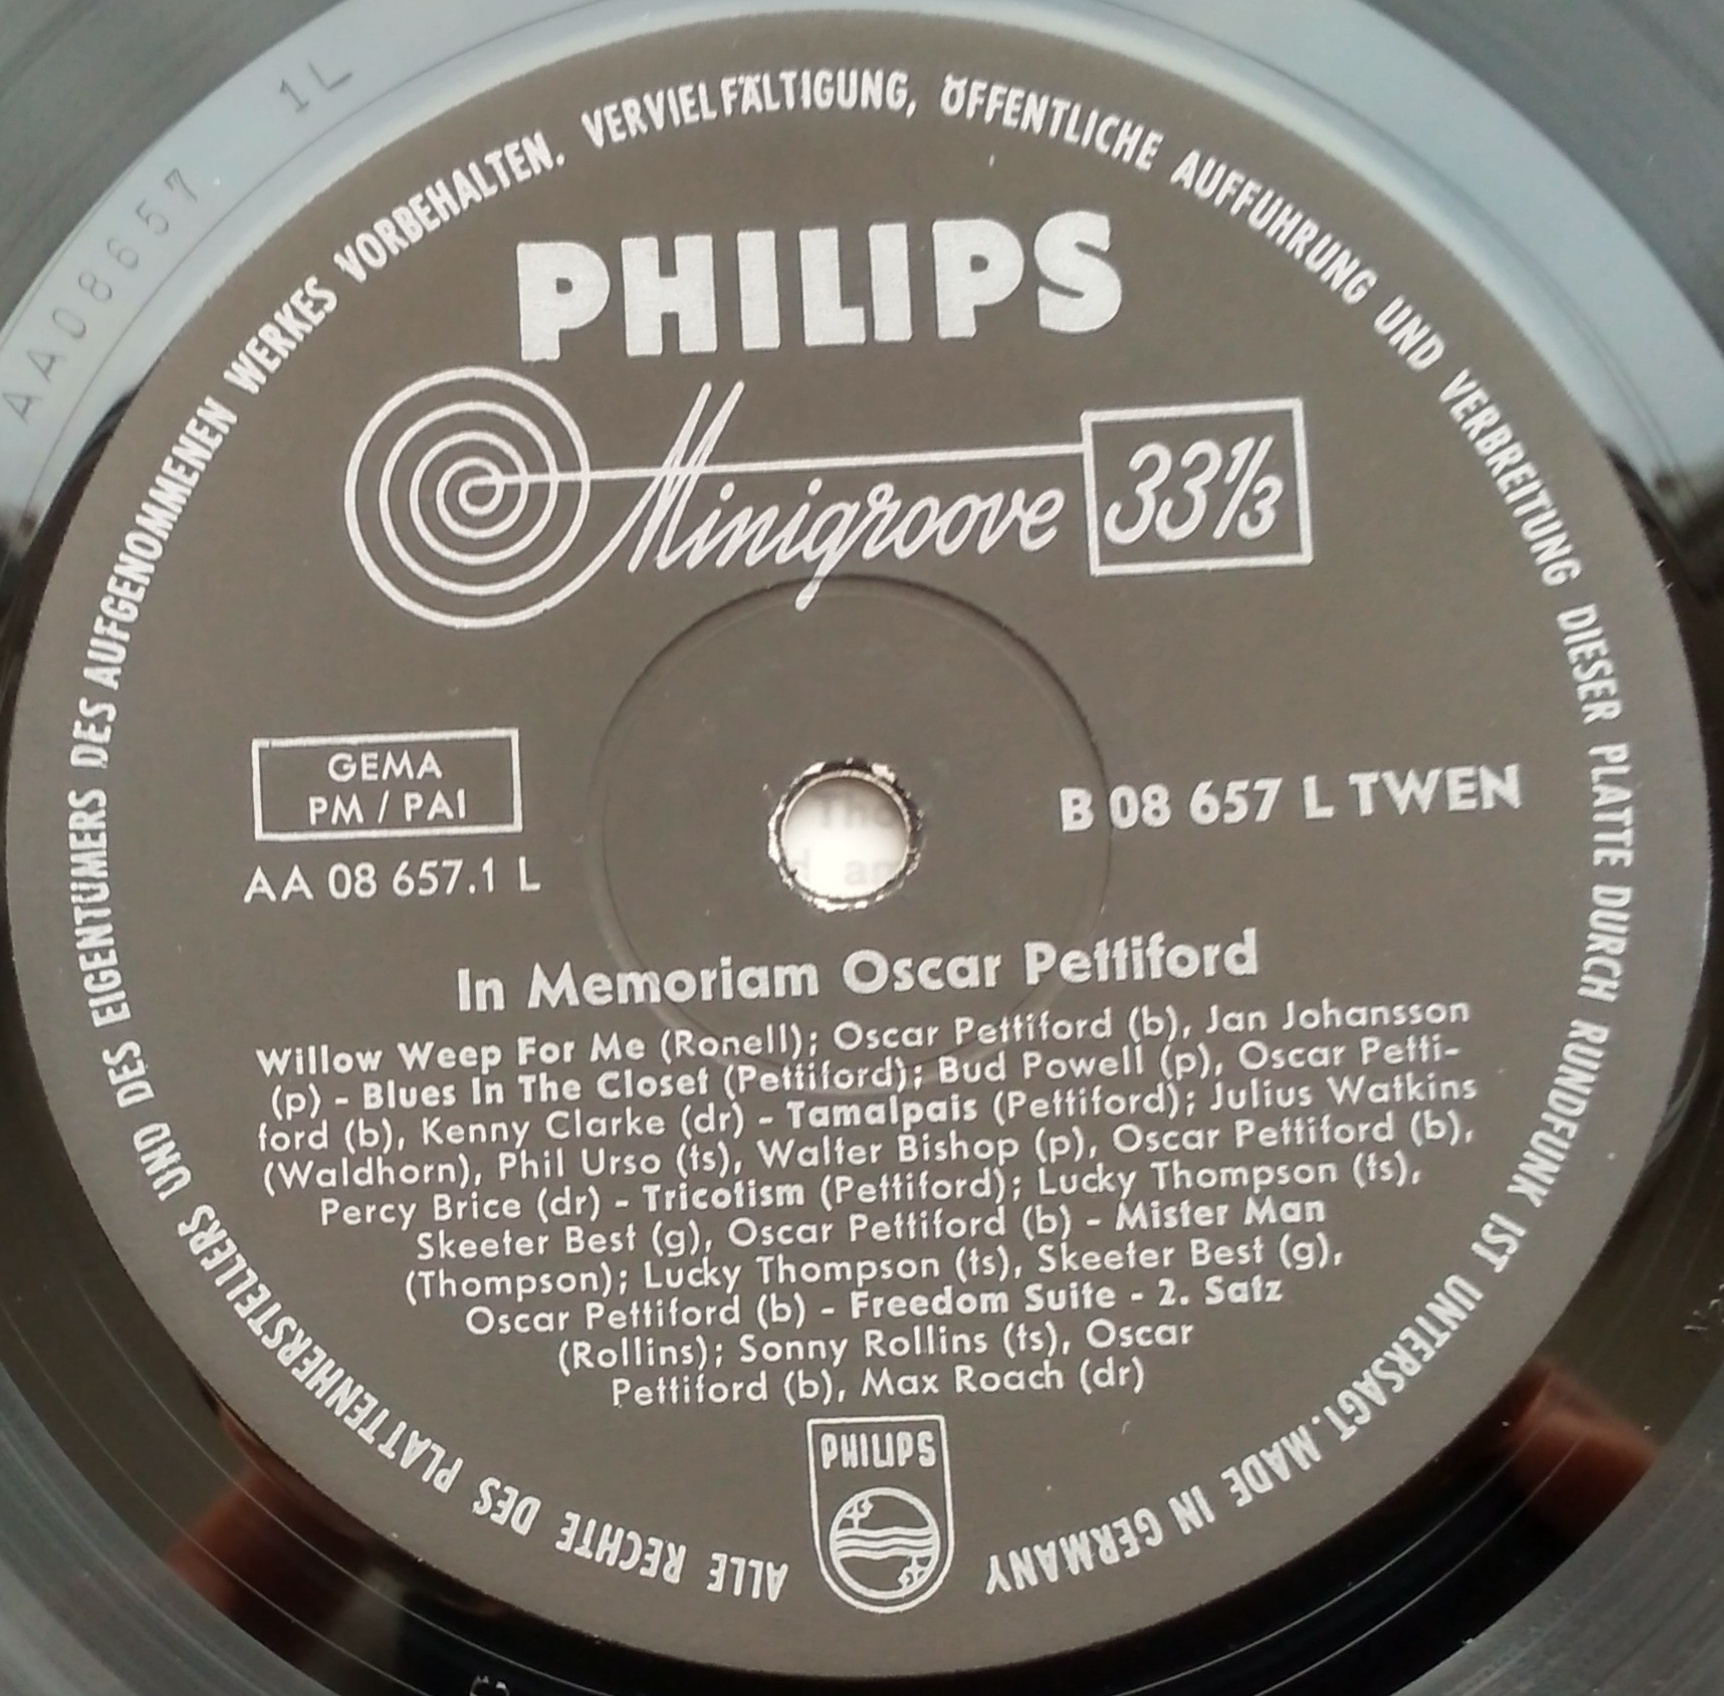 AA08657 1L
ALLE RECHTE DES PLATTENHERSTELLERS UND DES EIGENTÜMERS DES AUFGENOMMENEN WERKES VORBEHALTEN. VERVIELFÄLTIGUNG, ÖFFENTLICHE AUFFUHRUNG UND VERBREITUNG DIESER PLATTE DURCH RUNDFUNK IST UNTERSAGT. MADE IN GERMANY
PHILIPS
Minigroove 33⅓
GEMA
PM / PAI
AA 08 657.1 L
B 08 657 L TWEN
In Memoriam Oscar Pettiford
Willow Weep For Me (Ronell); Oscar Pettiford (b), Jan Johansson
(p) - Blues In The Closet (Pettiford); Bud Powell (p), Oscar Petti-
ford (b), Kenny Clarke (dr) - Tamalpais (Pettiford); Julius Watkins
(Waldhorn), Phil Urso (ts), Walter Bishop (p), Oscar Pettiford (b),
Percy Brice (dr) - Tricotism (Pettiford); Lucky Thompson (ts),
Skeeter Best (g), Oscar Pettiford (b) - Mister Man
(Thompson); Lucky Thompson (ts), Skeeter Best (g),
Oscar Pettiford (b) - Freedom Suite - 2. Satz
(Rollins); Sonny Rollins (ts), Oscar
Pettiford (b), Max Roach (dr)
PHILIPS